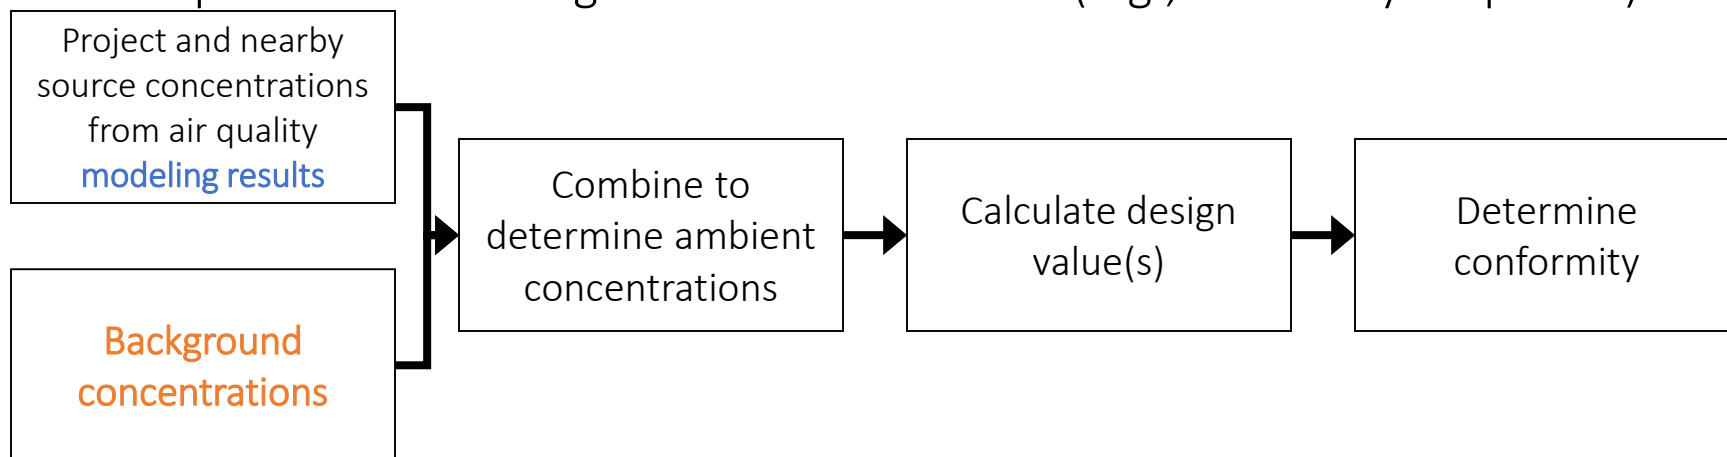 Project and nearby
source concentrations
from air quality
modeling results
Background
concentrations
Combine to
determine ambient
concentrations
Calculate design
value(s)
Determine
conformity